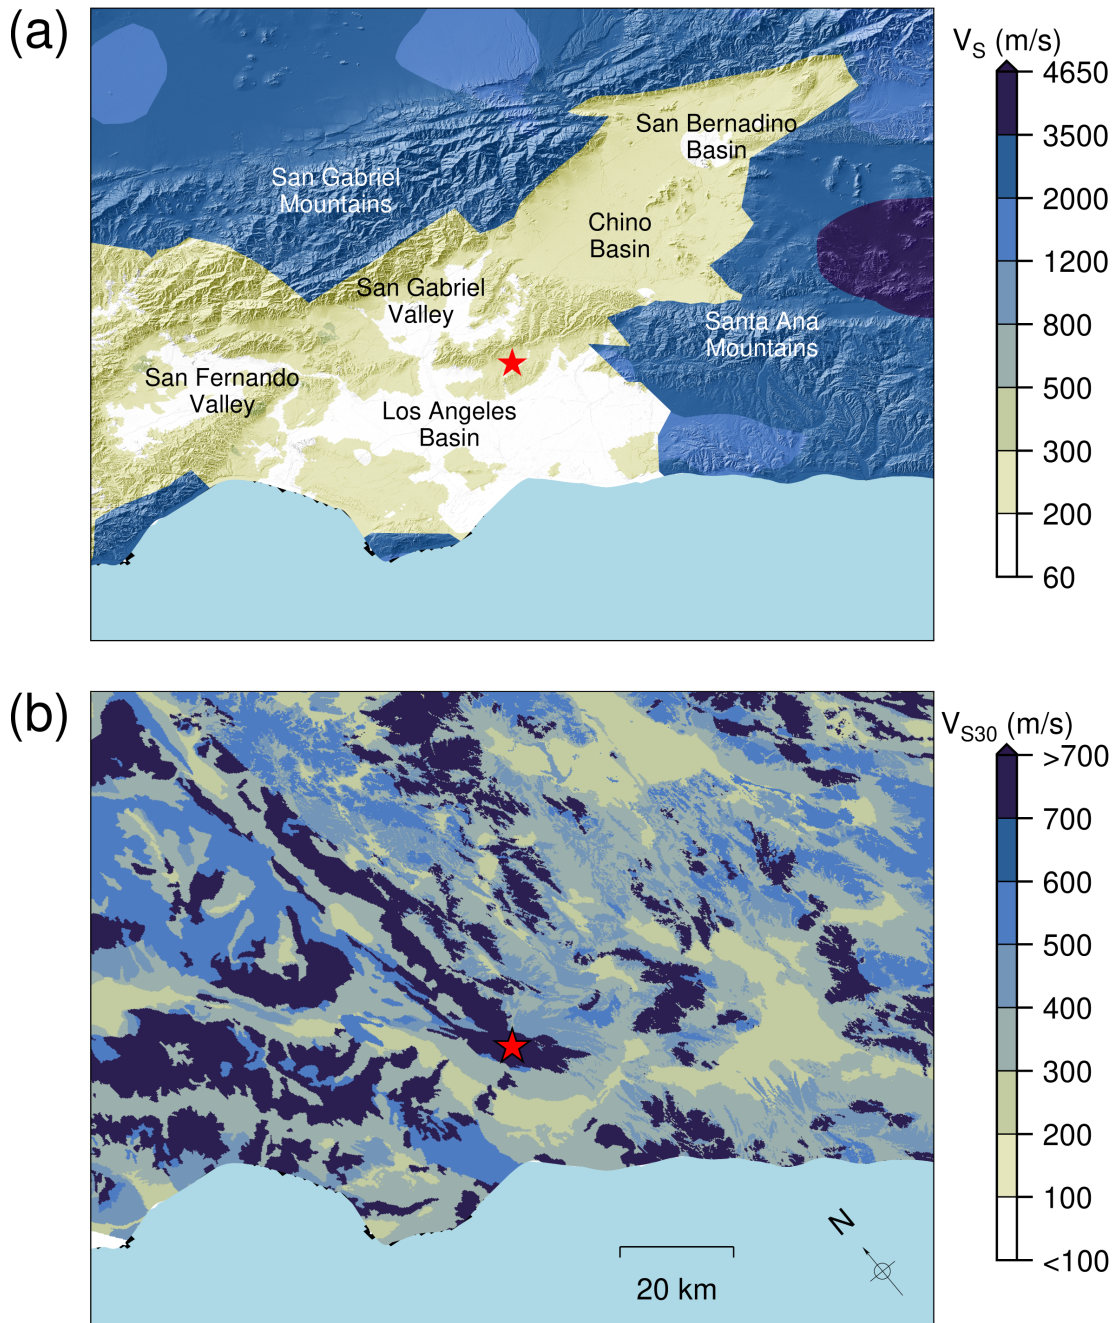 (a)
V_S (m/s)
4650
3500
2000
1200
800
500
300
200
60
San Bernadino
Basin
San Gabriel
Mountains
Chino
Basin
San Gabriel
Valley
Santa Ana
Mountains
San Fernando
Valley
Los Angeles
Basin
(b)
V_S30 (m/s)
>700
700
600
500
400
300
200
100
<100
N
20 km